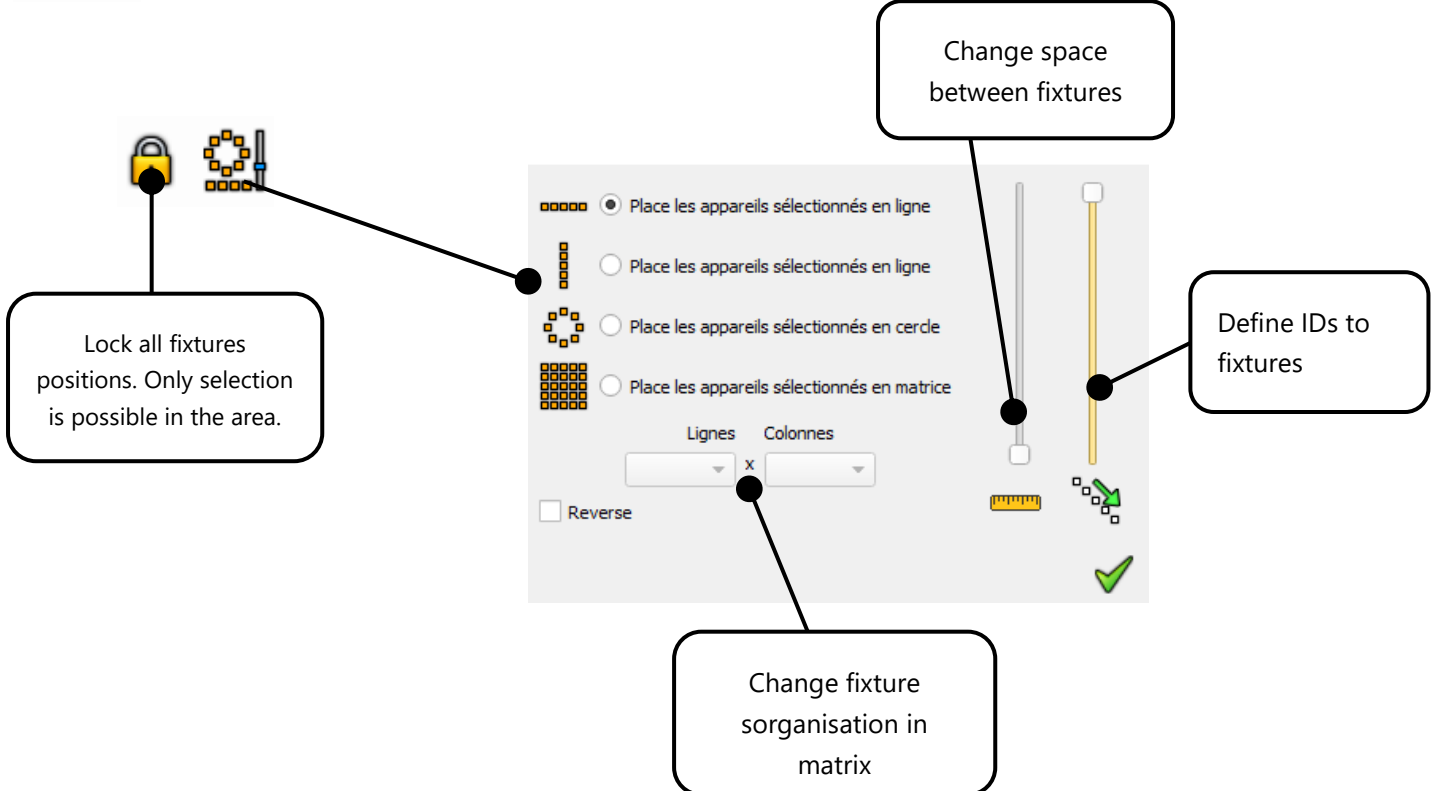 Change space
between fixtures
Place les appareils sélectionnés en ligne
Place les appareils sélectionnés en ligne
Place les appareils sélectionnés en cercle
Place les appareils sélectionnés en matrice
Lignes Colonnes
x
Reverse
Lock all fixtures
positions. Only selection
is possible in the area.
Define IDs to
fixtures
Change fixture
sorganisation in
matrix